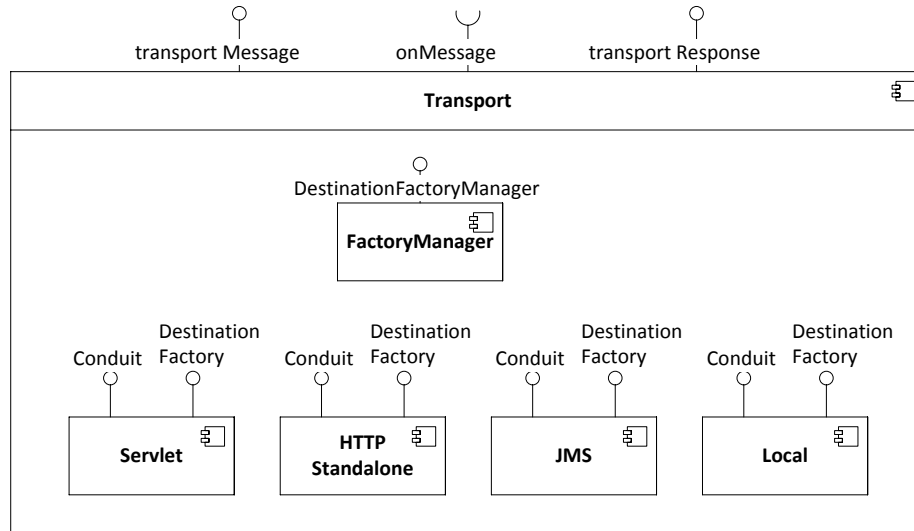 transport Message
onMessage
transport Response
Transport
DestinationFactoryManager
FactoryManager
Conduit
Destination
Factory
Conduit
Destination
Factory
Conduit
Destination
Factory
Conduit
Destination
Factory
Servlet
HTTP
Standalone
JMS
Local